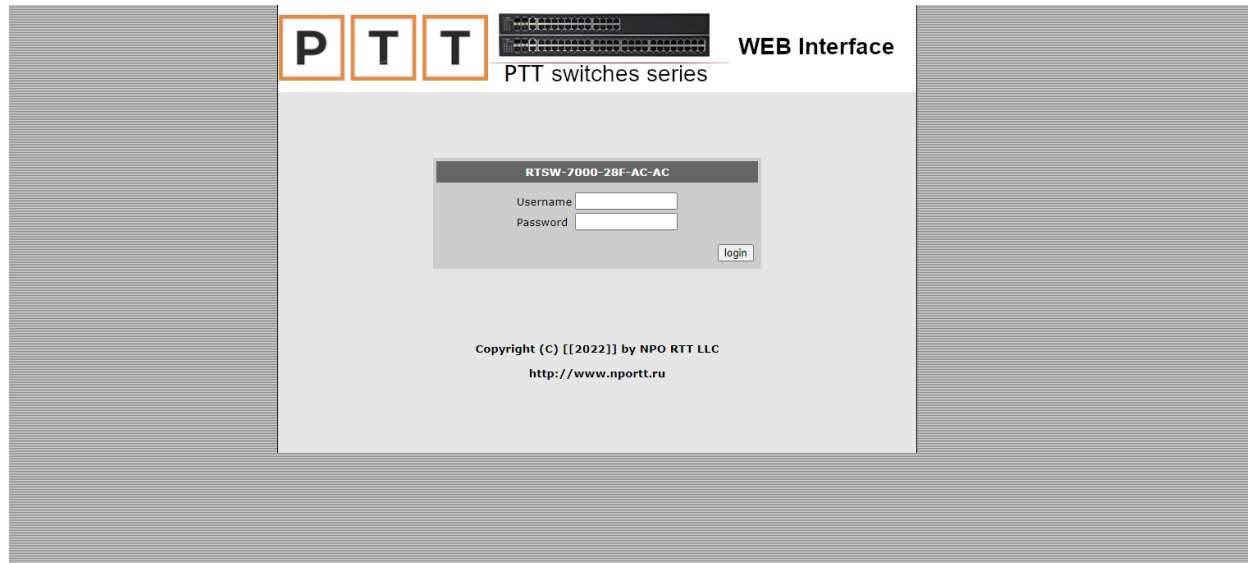 PTT
PTT switches series
WEB Interface
RTSW-7000-28F-AC-AC
Username
Password
login
Copyright (C) [[2022]] by NPO RTT LLC
http://www.nportt.ru